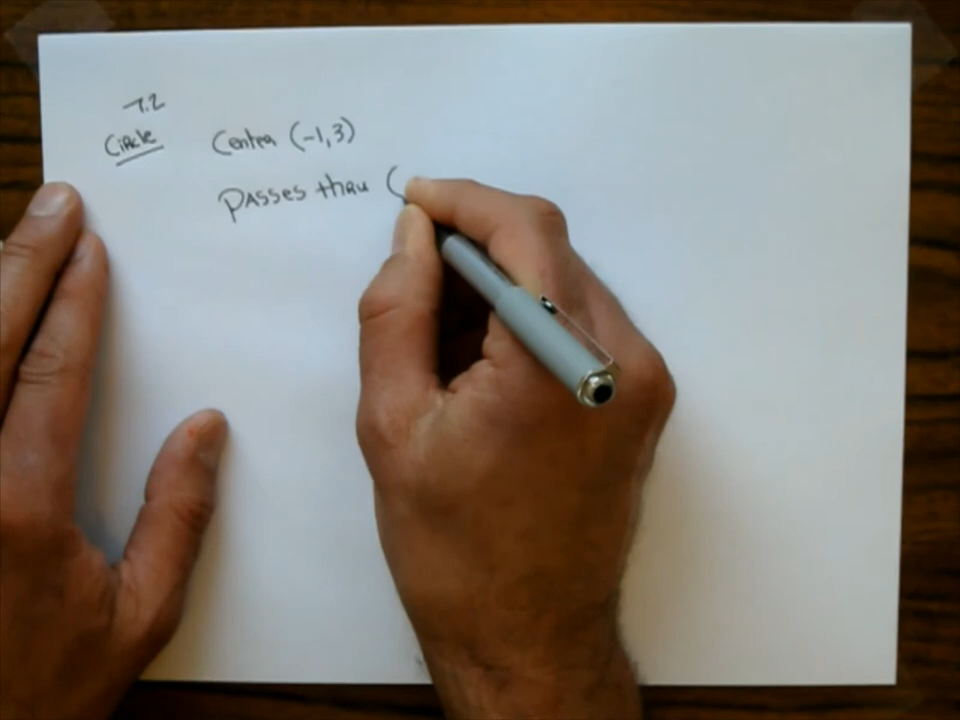 7.2
Circle Center (-1,3)
Passes thru (